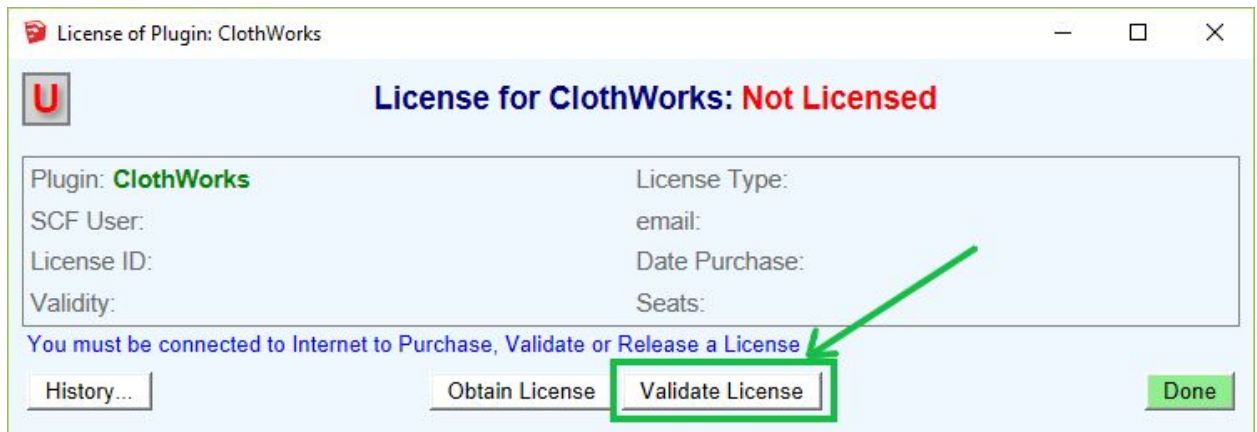 License of Plugin: ClothWorks
U
License for ClothWorks: Not Licensed
Plugin: ClothWorks License Type:
SCF User: email:
License ID: Date Purchase:
Validity: Seats:
You must be connected to Internet to Purchase, Validate or Release a License
History... Obtain License Validate License Done